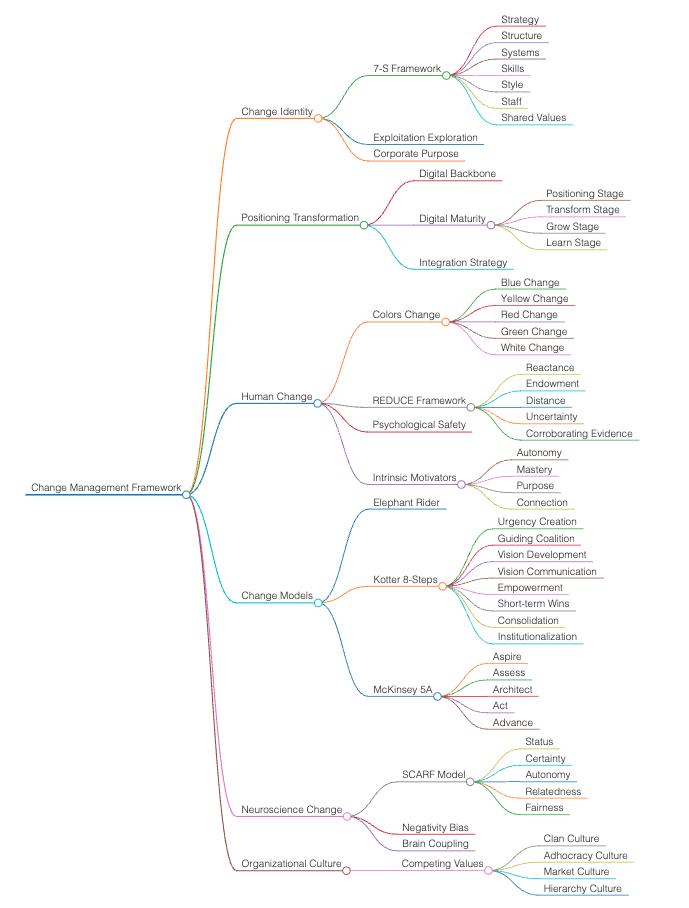 Change Management Framework
Change Identity
7-S Framework
Strategy
Structure
Systems
Skills
Style
Staff
Shared Values
Exploitation Exploration
Corporate Purpose
Positioning Transformation
Digital Backbone
Digital Maturity
Positioning Stage
Transform Stage
Grow Stage
Learn Stage
Integration Strategy
Human Change
Colors Change
Blue Change
Yellow Change
Red Change
Green Change
White Change
REDUCE Framework
Reactance
Endowment
Distance
Uncertainty
Corroborating Evidence
Psychological Safety
Intrinsic Motivators
Autonomy
Mastery
Purpose
Connection
Change Models
Elephant Rider
Kotter 8-Steps
Urgency Creation
Guiding Coalition
Vision Development
Vision Communication
Empowerment
Short-term Wins
Consolidation
Institutionalization
McKinsey 5A
Aspire
Assess
Architect
Act
Advance
Neuroscience Change
SCARF Model
Status
Certainty
Autonomy
Relatedness
Fairness
Negativity Bias
Brain Coupling
Organizational Culture
Competing Values
Clan Culture
Adhocracy Culture
Market Culture
Hierarchy Culture